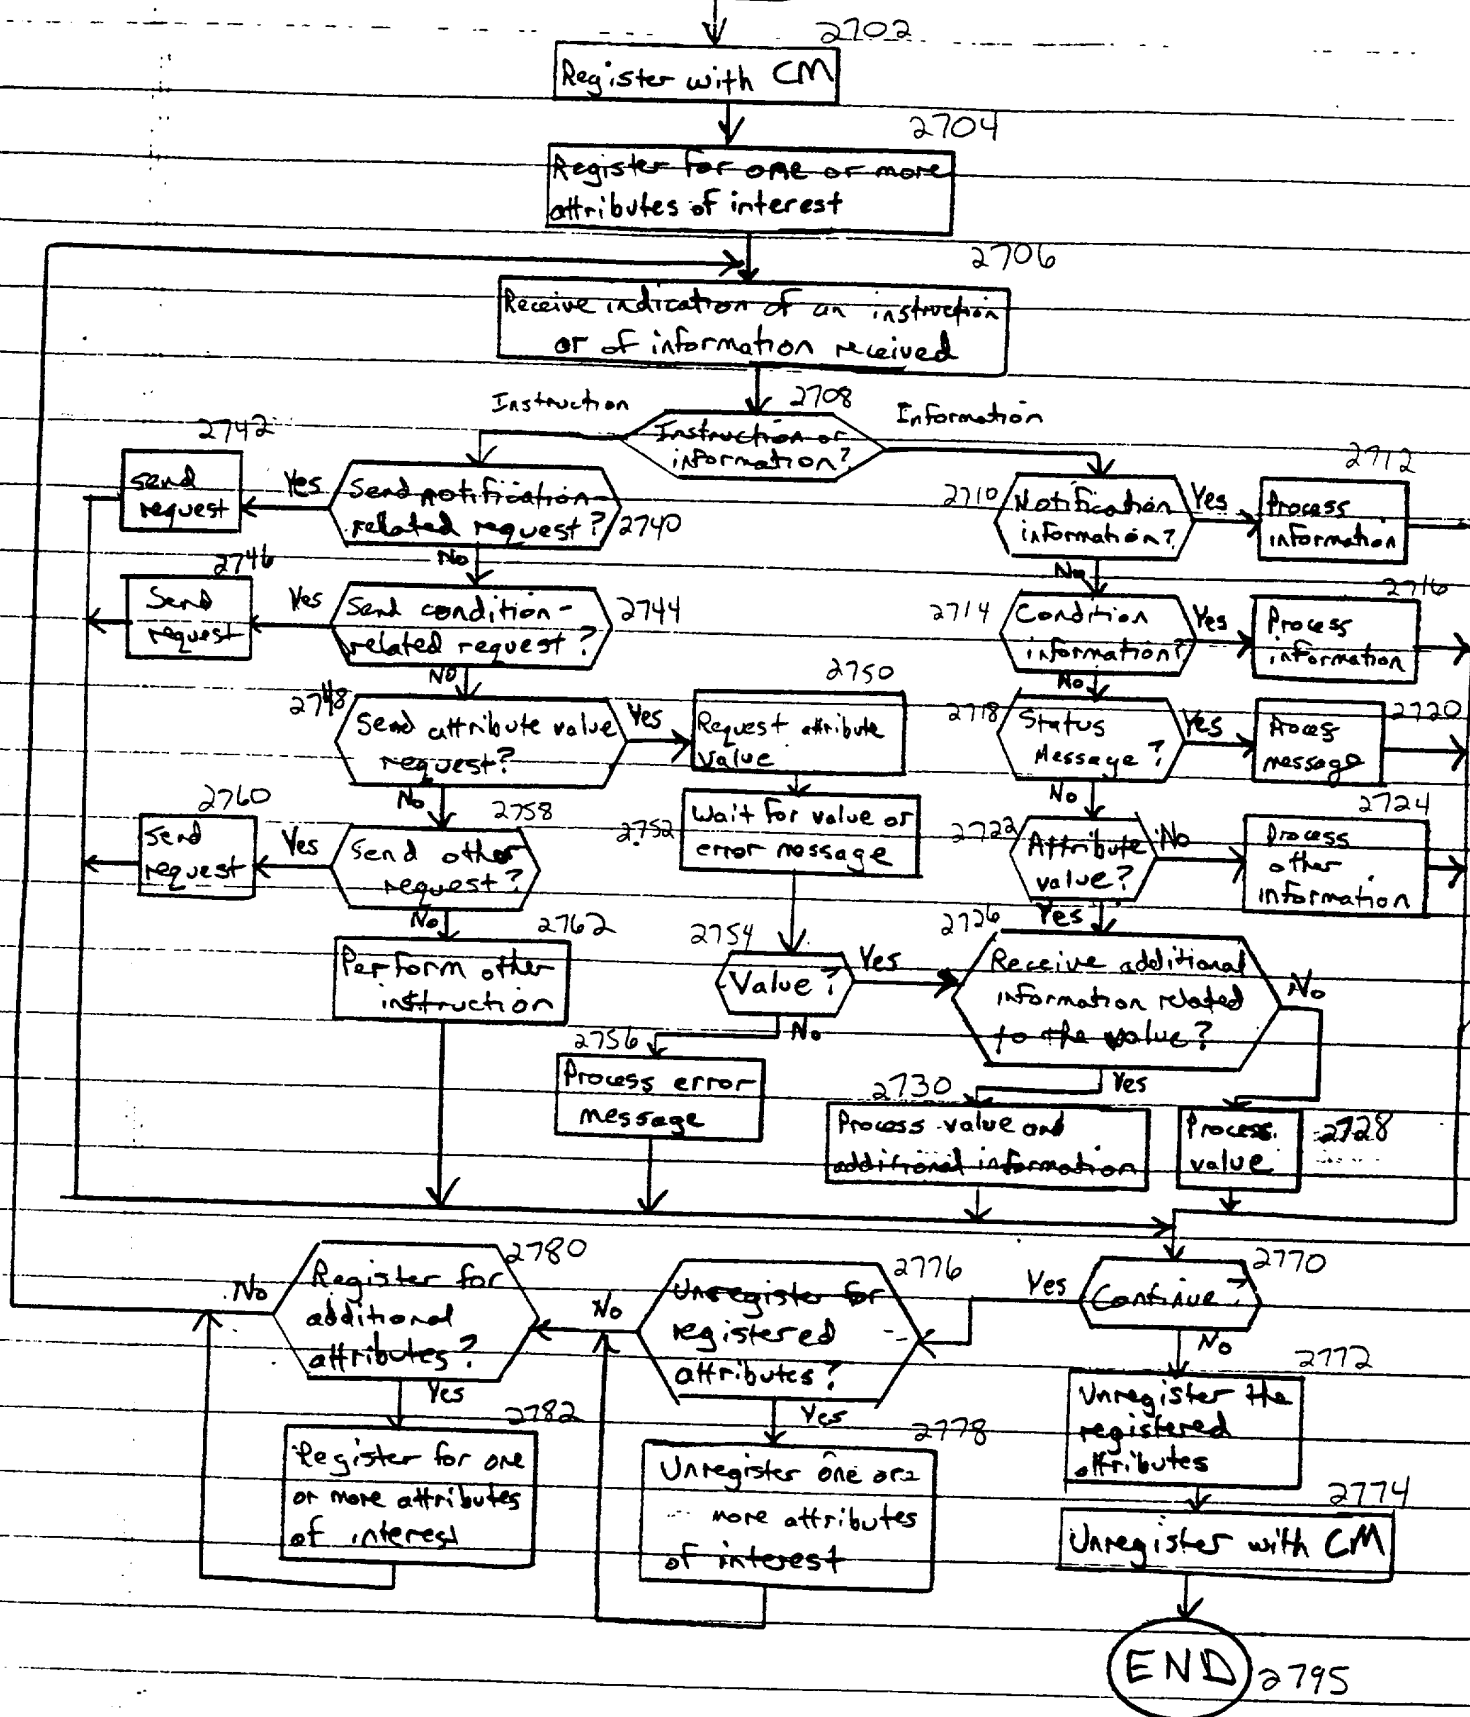 2702
Register with CM
2704
Register for one or more
attributes of interest
2706
Receive indication of an instruction
or of information received
2708
Instruction
Information
Instruction or
information?
2742
send
request
Yes
Send notification-
related request?
2740
No
2746
Send
request
Yes
Send condition-
related request?
2744
No
2748
Send attribute value
request?
Yes
2750
Request attribute
value
No
2752
Wait for value or
error message
2760
Send
request
Yes
2758
Send other
request?
No
2762
Perform other
instruction
2754
Value?
Yes
No
2756
Process error
message
2710
Notification
information?
Yes
2712
Process
information
No
2714
Condition
information?
Yes
2716
Process
information
No
2718
Status
Message?
Yes
2720
Process
message
No
2722
Attribute
value?
No
2724
Process
other
information
Yes
2726
Receive additional
information related
to the value?
No
Yes
2730
Process value and
additional information
Process
value
2728
2770
Continue?
Yes
No
2772
Unregister the
registered
attributes
2774
Unregister with CM
END
2795
2776
Unregister for
registered
attributes?
No
Yes
2778
Unregister one or
more attributes
of interest
2780
Register for
additional
attributes?
No
Yes
2782
Register for one
or more attributes
of interest